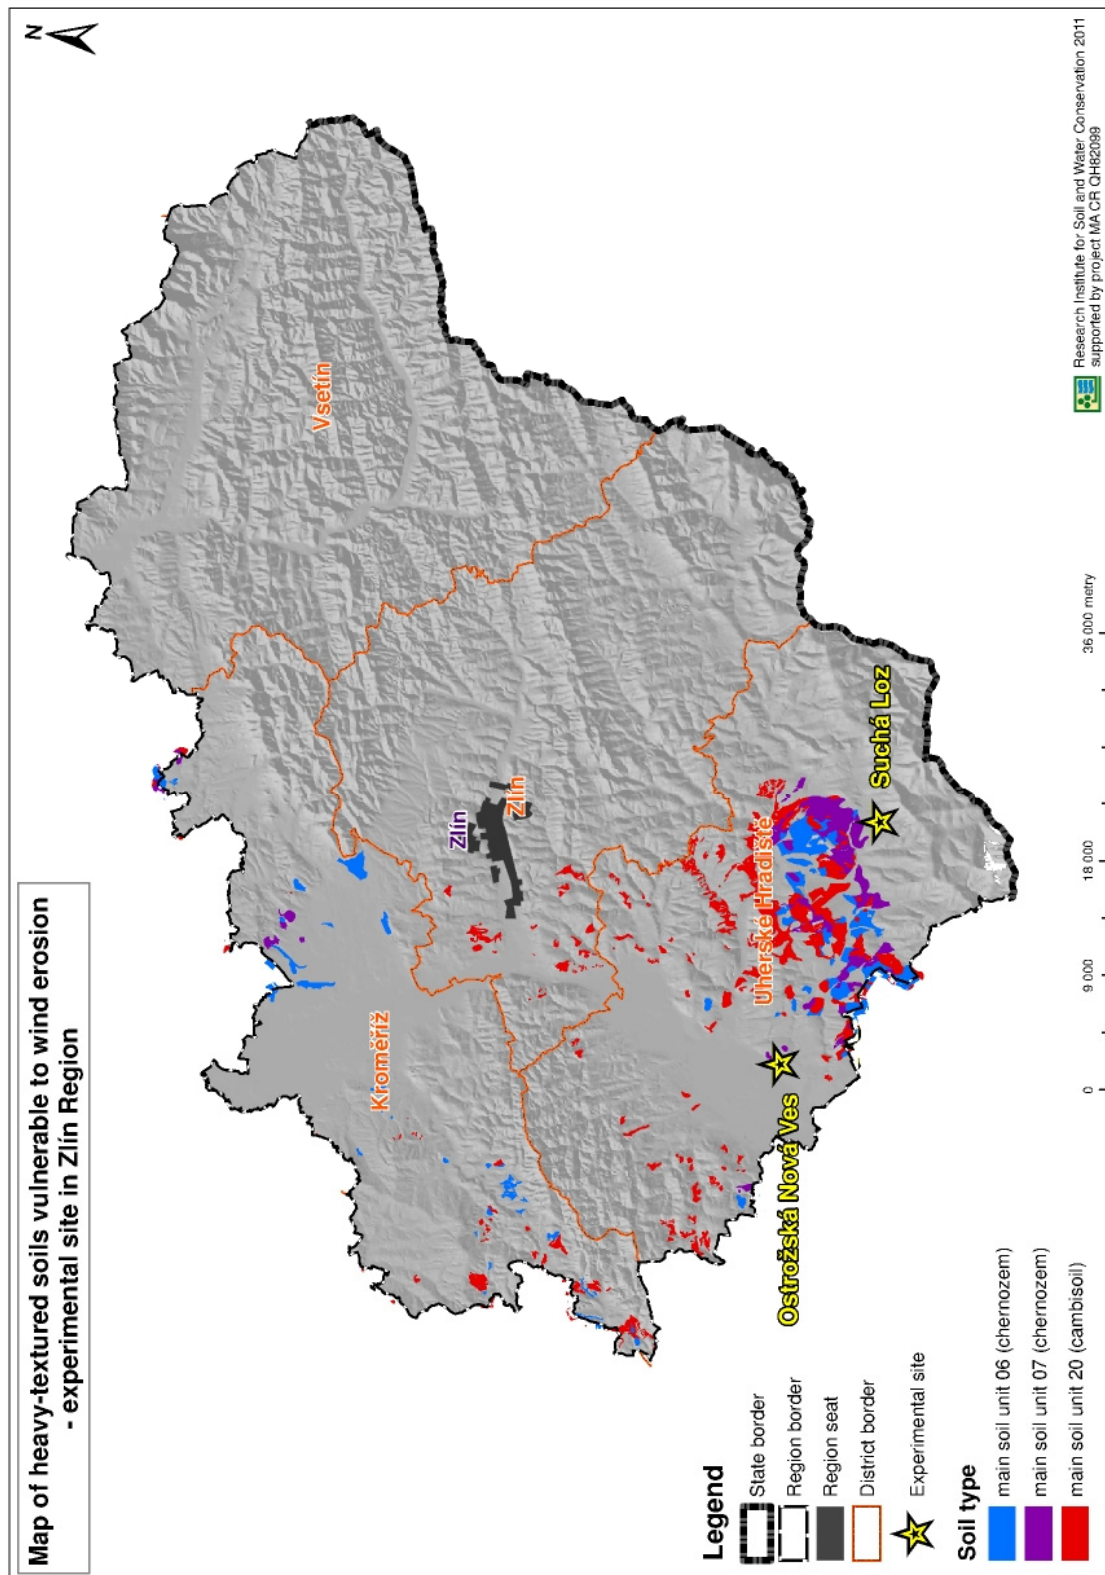 Map of heavy-textured soils vulnerable to wind erosion
- experimental site in Zlín Region
N
Vsetín
Kroměříž
Zlín
Zlín
Uherské Hradiště
Ostrožská Nová Ves
Suchá Loz
Legend
State border
Region border
Region seat
District border
Experimental site
Soil type
main soil unit 06 (chernozem)
main soil unit 07 (chernozem)
main soil unit 20 (cambisoil)
0 9 000 18 000 36 000 metry
Research Institute for Soil and Water Conservation 2011
supported by project MA CR QH82099